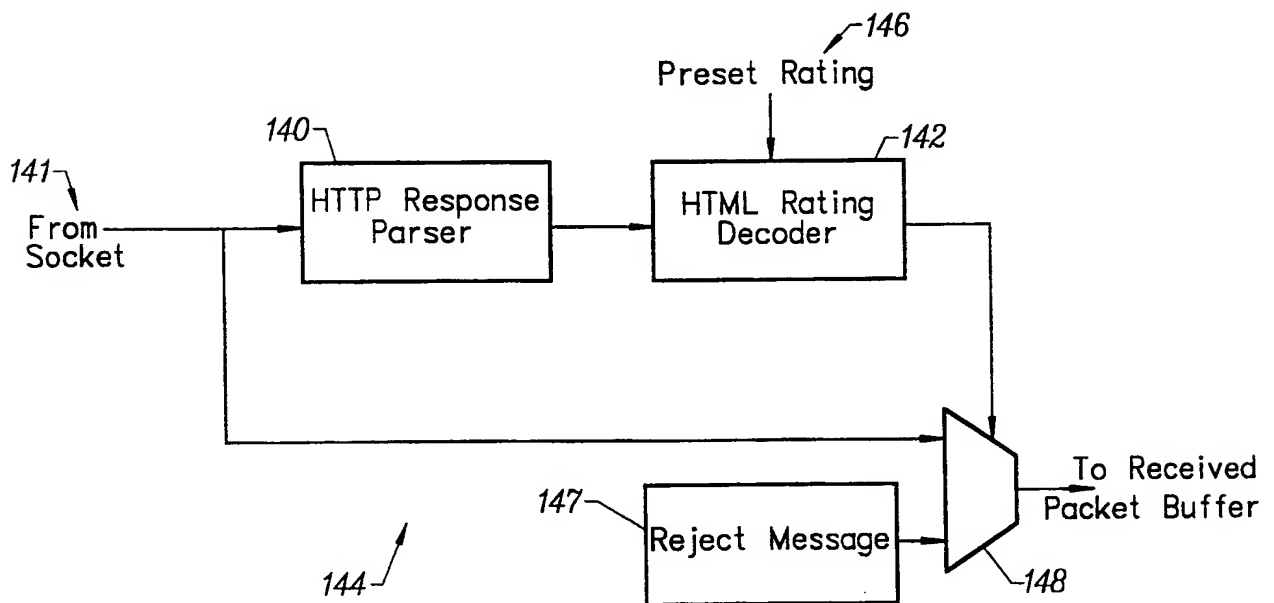 146
Preset Rating
140
142
141
HTTP Response
Parser
HTML Rating
Decoder
From
Socket
To Received
Packet Buffer
147
Reject Message
144
148